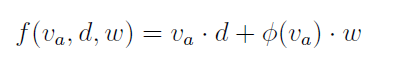 f(v_a, d, w) = v_a · d + ϕ(v_a) · w